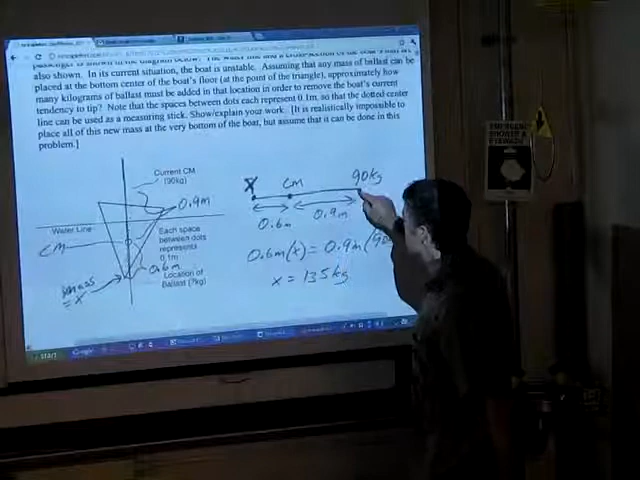 also shown. In its current situation, the boat is unstable. Assuming that any mass of ballast can be
placed at the bottom center of the boat's floor (at the point of the triangle), approximately how
many kilograms of ballast must be added in that location in order to remove the boat's current
tendency to tip? Note that the spaces between dots each represent 0.1m, so that the dotted center
line can be used as a measuring stick. Show/explain your work. [It is realistically impossible to
place all of this new mass at the very bottom of the boat, but assume that it can be done in this
problem.]
Current CM
(90kg)
0.9m
Water Line
CM
Each space
between dots
represents
0.1m
0.6m
Location of
Ballast (?kg)
mass
= x
X
CM
90kg
0.6m
0.9m
0.6m(x) = 0.9m(90
x = 135kg
start
Google